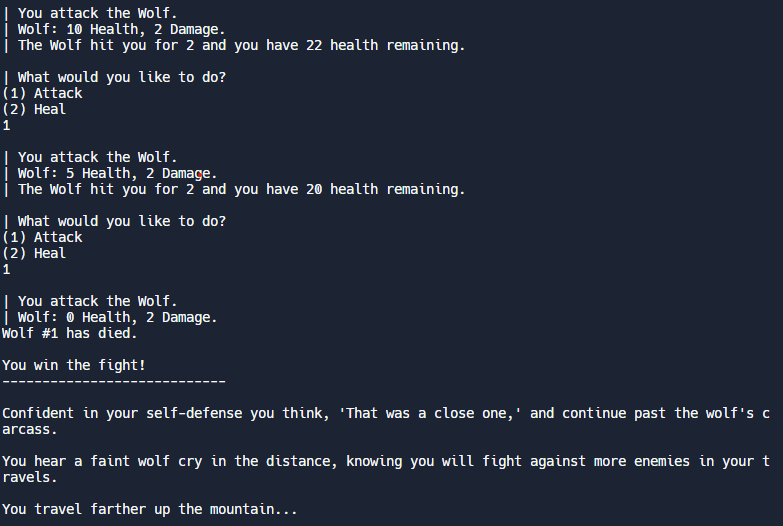 | You attack the Wolf.
| Wolf: 10 Health, 2 Damage.
| The Wolf hit you for 2 and you have 22 health remaining.
| What would you like to do?
(1) Attack
(2) Heal
1
| You attack the Wolf.
| Wolf: 5 Health, 2 Damage.
| The Wolf hit you for 2 and you have 20 health remaining.
| What would you like to do?
(1) Attack
(2) Heal
1
| You attack the Wolf.
| Wolf: 0 Health, 2 Damage.
Wolf #1 has died.
You win the fight!
----------------------------
Confident in your self-defense you think, 'That was a close one,' and continue past the wolf's c
arcass.
You hear a faint wolf cry in the distance, knowing you will fight against more enemies in your t
ravels.
You travel farther up the mountain...